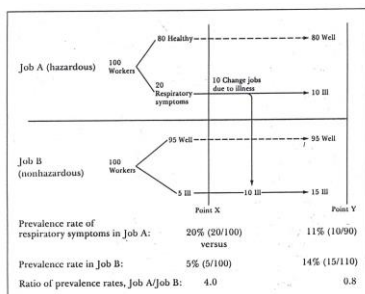 80 Healthy
80 Well
Job A (hazardous)
100
Workers
20
Respiratory
symptoms
10 Change jobs
due to illness
10 Ill
95 Well
95 Well
Job B
(nonhazardous)
100
Workers
5 Ill
10 Ill
15 Ill
Point X
Point Y
Prevalence rate of
respiratory symptoms in Job A:
20% (20/100)
11% (10/90)
versus
Prevalence rate in Job B:
5% (5/100)
14% (15/110)
Ratio of prevalence rates, Job A/Job B:
4.0
0.8